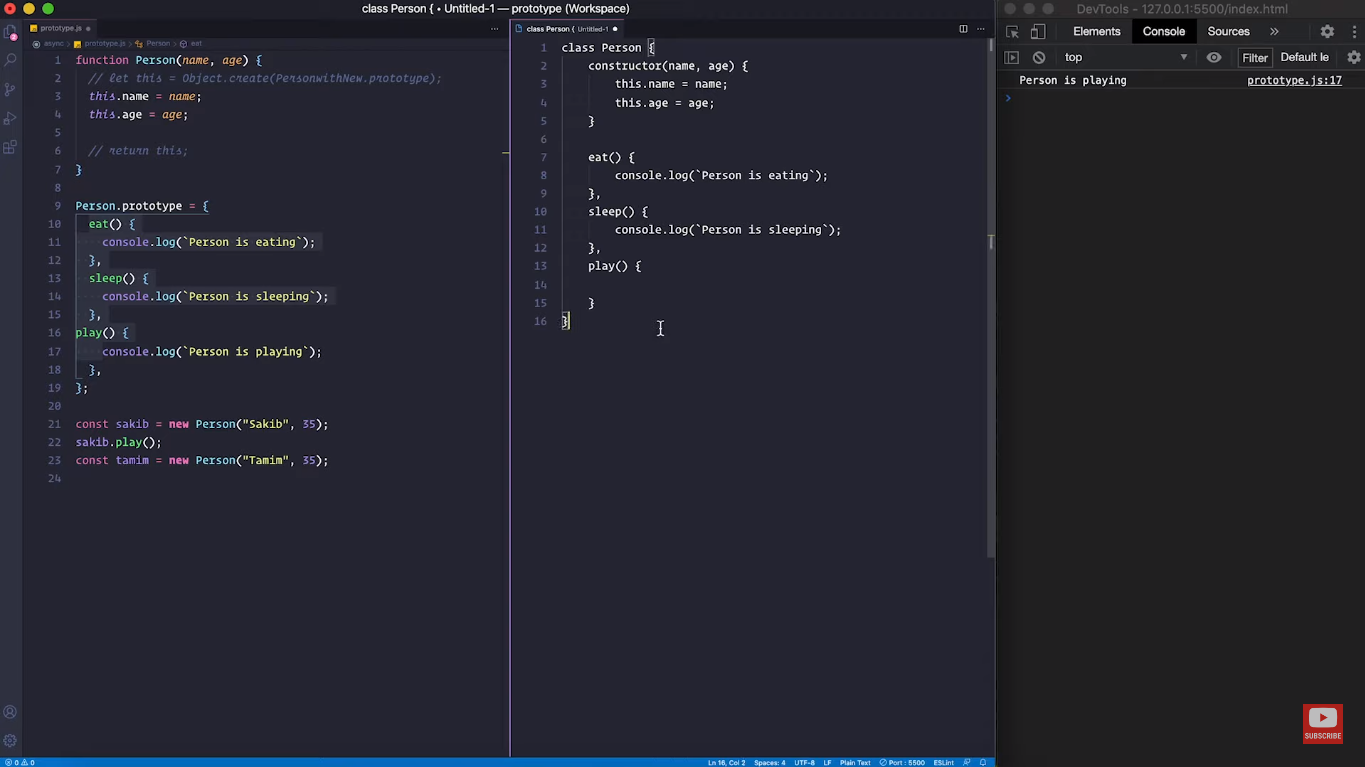 class Person { • Untitled-1 — prototype (Workspace)
DevTools - 127.0.0.1:5500/index.html
prototype.js
async › prototype.js › Person › eat
1 function Person(name, age) {
2 // let this = Object.create(PersonwithNew.prototype);
3 this.name = name;
4 this.age = age;
5
6 // return this;
7 }
8
9 Person.prototype = {
10 eat() {
11 console.log(`Person is eating`);
12 },
13 sleep() {
14 console.log(`Person is sleeping`);
15 },
16 play() {
17 console.log(`Person is playing`);
18 },
19 };
20
21 const sakib = new Person("Sakib", 35);
22 sakib.play();
23 const tamim = new Person("Tamim", 35);
24
class Person { Untitled-1
1 class Person {
2 constructor(name, age) {
3 this.name = name;
4 this.age = age;
5 }
6
7 eat() {
8 console.log(`Person is eating`);
9 },
10 sleep() {
11 console.log(`Person is sleeping`);
12 },
13 play() {
14
15 }
16 }
Elements Console Sources »
top Filter Default le
Person is playing prototype.js:17
SUBSCRIBE
0 0 Ln 16, Col 2 Spaces: 4 UTF-8 LF Plain Text Port : 5500 ESLint